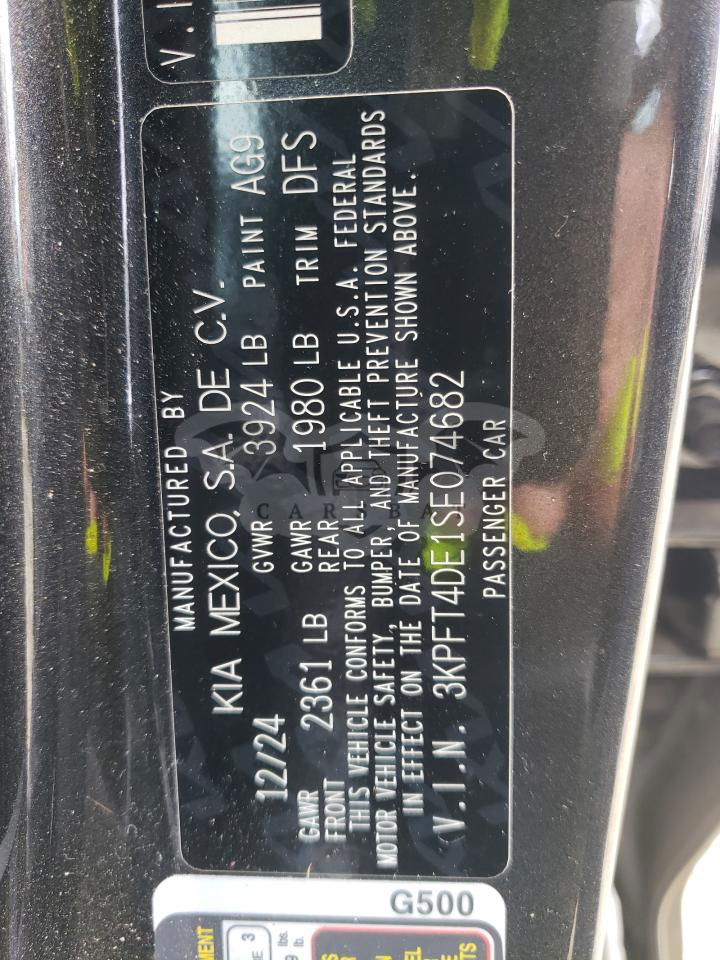 V.I
MANUFACTURED BY
KIA MEXICO, S.A. DE C.V.
12/24 GVWR 3924 LB PAINT AG9
GAWR FRONT 2361 LB GAWR REAR 1980 LB TRIM DFS
THIS VEHICLE CONFORMS TO ALL APPLICABLE U.S.A. FEDERAL
MOTOR VEHICLE SAFETY, BUMPER, AND THEFT PREVENTION STANDARDS
IN EFFECT ON THE DATE OF MANUFACTURE SHOWN ABOVE.
V.I.N. 3KPFT4DE1SE074682
PASSENGER CAR
G500